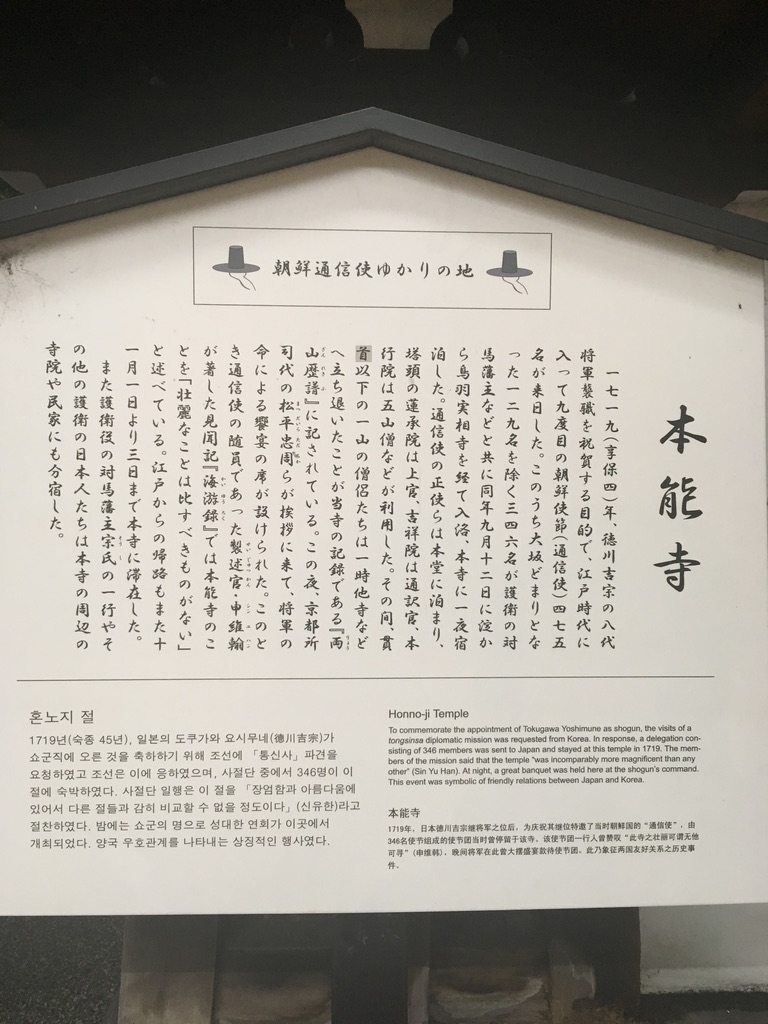 朝鮮通信使ゆかりの地
本能寺
一七一九(享保四)年、徳川吉宗の八代
将軍襲職を祝賀する目的で、江戸時代に
入って九度目の朝鮮使節(通信使)四七五
名が来日した。このうち大坂どまりとな
った一二九名を除く三四六名が護衛の対
馬藩主などと共に同年九月十二日に淀か
ら鳥羽実相寺を経て入洛、本寺に一夜宿
泊した。通信使の正使らは本堂に泊まり、
塔頭の蓮承院は上官、吉祥院は通訳官、本
行院は五山僧などが利用した。その間、貫
首以下の一山の僧侶たちは一時他寺など
へ立ち退いたことが当寺の記録である『両
山歴譜』に記されている。この夜、京都所
司代の松平忠周らが挨拶に来て、将軍の
命による饗宴の席が設けられた。このと
き通信使の随員であった製述官・申維翰
が著した見聞記『海游録』では本能寺のこ
とを「壮麗なことは比すべきものがない」
と述べている。江戸からの帰路もまた十
一月一日より三日まで本寺に滞在した。
また護衛役の対馬藩主宗氏の一行やそ
の他の護衛の日本人たちは本寺の周辺の
寺院や民家にも分宿した。
혼노지 절
1719년(숙종 45년), 일본의 도쿠가와 요시무네(德川吉宗)가
쇼군직에 오른 것을 축하하기 위해 조선에 「통신사」파견을
요청하였고 조선은 이에 응하였으며, 사절단 중에서 346명이 이
절에 숙박하였다. 사절단 일행은 이 절을 「장엄함과 아름다움에
있어서 다른 절들과 감히 비교할 수 없을 정도이다」(신유한)라고
절찬하였다. 밤에는 쇼군의 명으로 성대한 연회가 이곳에서
개최되었다. 양국 우호관계를 나타내는 상징적인 행사였다.
Honno-ji Temple
To commemorate the appointment of Tokugawa Yoshimune as shogun, the visits of a
tongsinsa diplomatic mission was requested from Korea. In response, a delegation con-
sisting of 346 members was sent to Japan and stayed at this temple in 1719. The mem-
bers of the mission said that the temple "was incomparably more magnificent than any
other" (Sin Yu Han). At night, a great banquet was held here at the shogun's command.
This event was symbolic of friendly relations between Japan and Korea.
本能寺
1719年，日本德川吉宗继将军之位后，为庆祝其继位特邀了当时朝鲜国的“通信使”，由
346名使节组成的使节团当时曾停留于该寺，该使节团一行人曾赞叹“此寺之壮丽可谓无他
可寻”（申维韩），晚间将军在此曾大摆盛宴款待使节团。此乃象征两国友好关系之历史事
件。